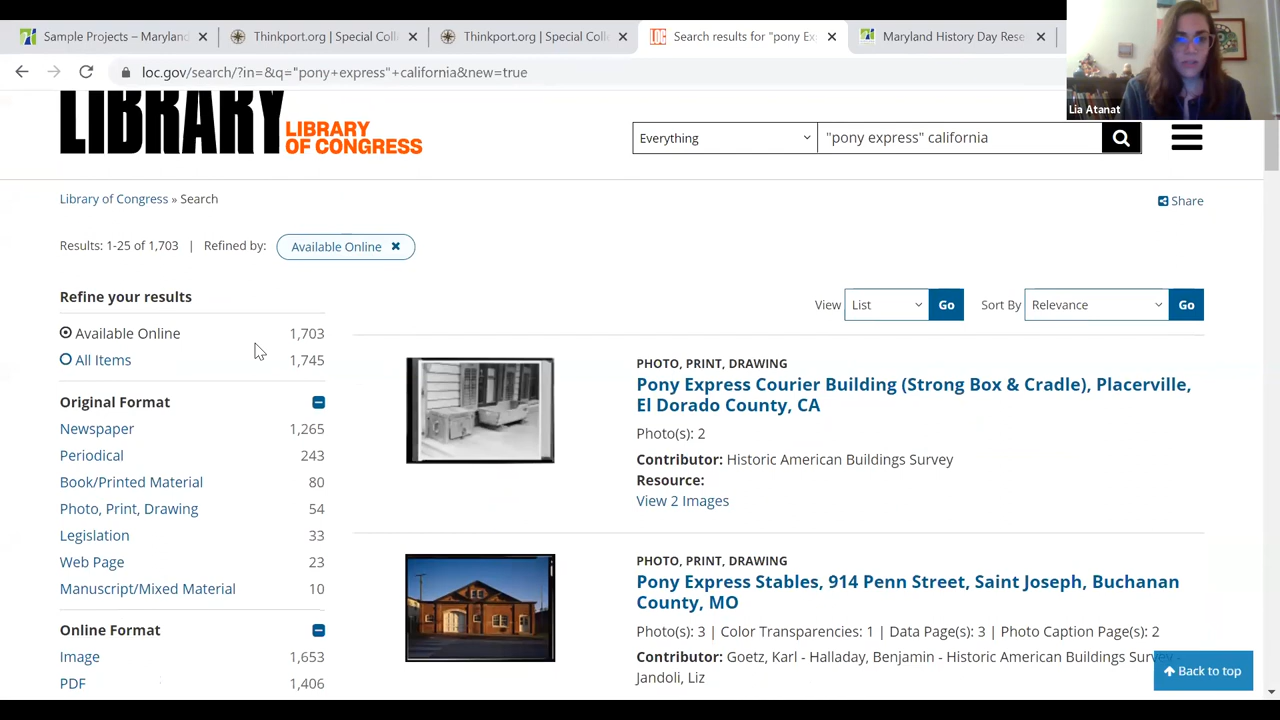 Sample Projects – Maryland
Thinkport.org | Special Coll
Thinkport.org | Special Colle
LOC
Search results for "pony Ex
Maryland History Day Rese
loc.gov/search/?in=&q="pony+express"+california&new=true
Lia Atanat
LIBRARY
LIBRARY
OF CONGRESS
Everything
"pony express" california
Library of Congress » Search
Share
Results: 1-25 of 1,703 | Refined by: Available Online
Refine your results
View List Go Sort By Relevance Go
Available Online 1,703
All Items 1,745
Original Format
Newspaper 1,265
Periodical 243
Book/Printed Material 80
Photo, Print, Drawing 54
Legislation 33
Web Page 23
Manuscript/Mixed Material 10
Online Format
Image 1,653
PDF 1,406
PHOTO, PRINT, DRAWING
Pony Express Courier Building (Strong Box & Cradle), Placerville,
El Dorado County, CA
Photo(s): 2
Contributor: Historic American Buildings Survey
Resource:
View 2 Images
PHOTO, PRINT, DRAWING
Pony Express Stables, 914 Penn Street, Saint Joseph, Buchanan
County, MO
Photo(s): 3 | Color Transparencies: 1 | Data Page(s): 3 | Photo Caption Page(s): 2
Contributor: Goetz, Karl - Halladay, Benjamin - Historic American Buildings Survey -
Jandoli, Liz
Back to top